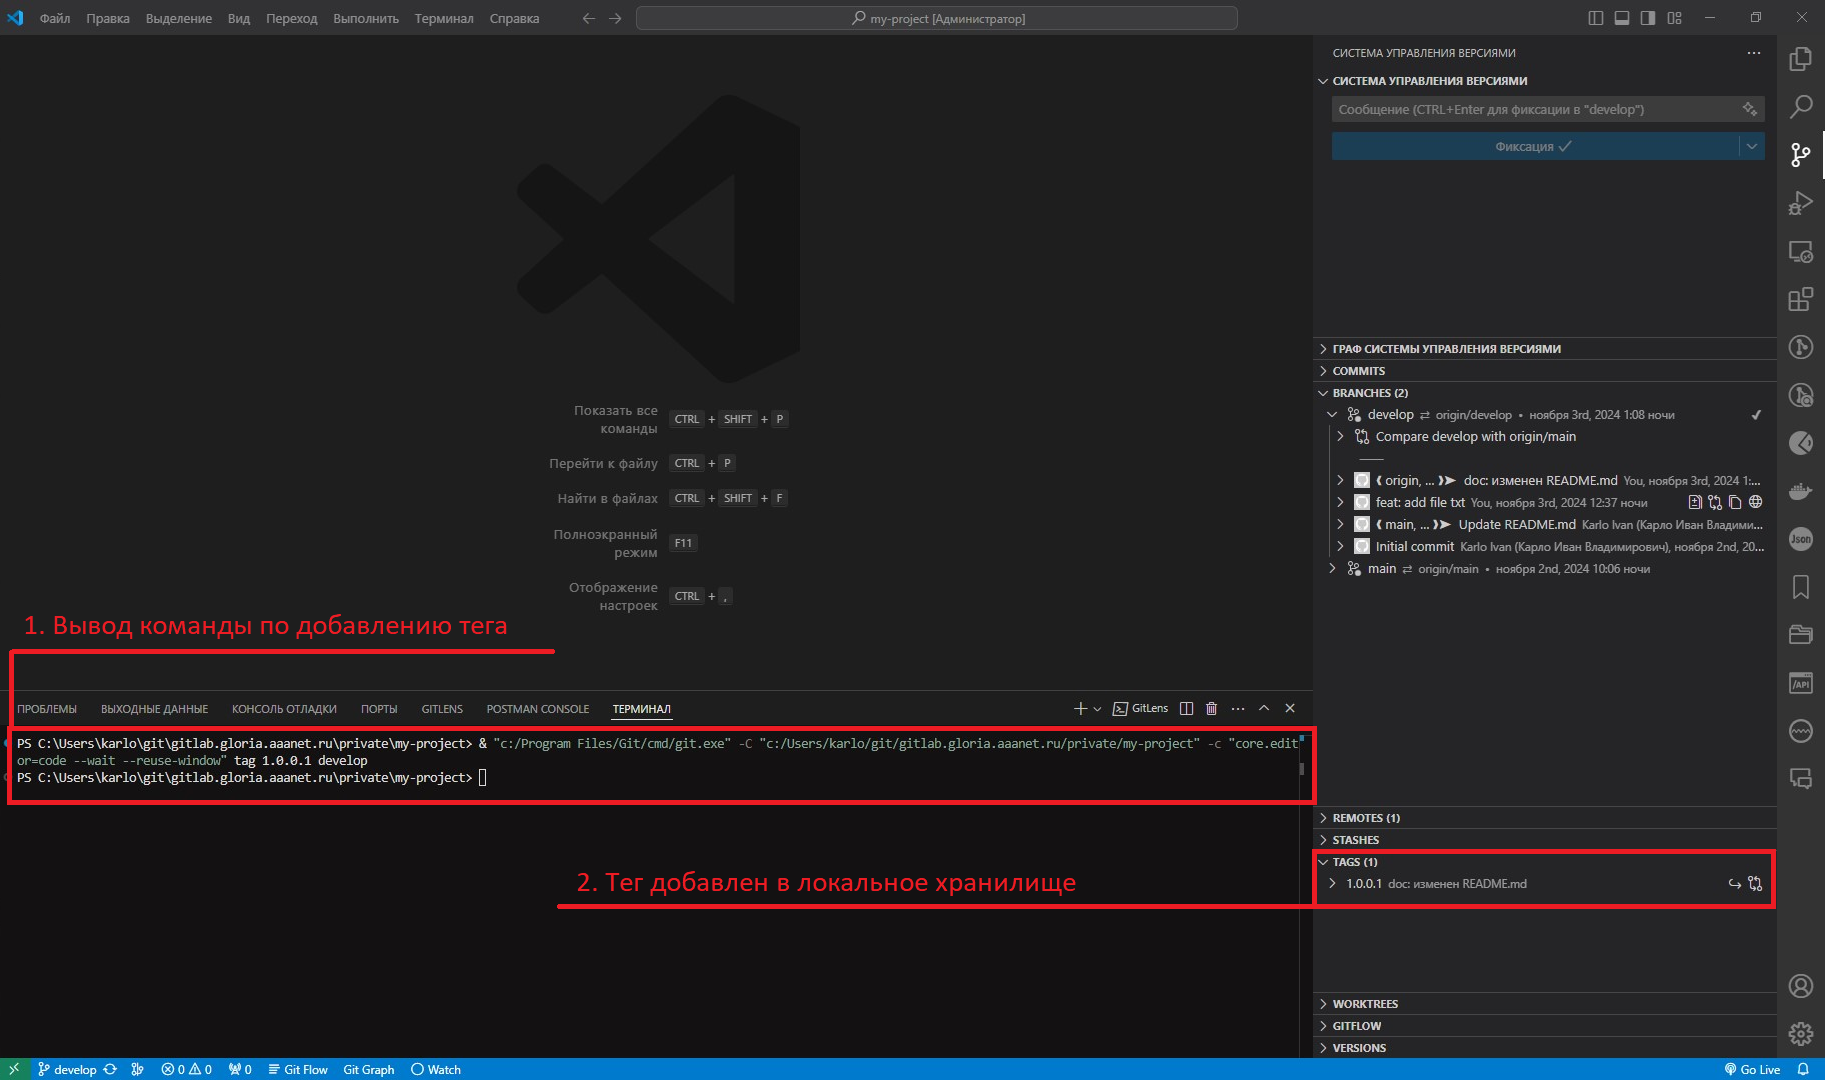 Файл Правка Выделение Вид Переход Выполнить Терминал Справка
my-project [Администратор]
Показать все команды CTRL + SHIFT + P
Перейти к файлу CTRL + P
Найти в файлах CTRL + SHIFT + F
Полноэкранный режим F11
Отображение настроек CTRL + ,
1. Вывод команды по добавлению тега
ПРОБЛЕМЫ ВЫХОДНЫЕ ДАННЫЕ КОНСОЛЬ ОТЛАДКИ ПОРТЫ GITLENS POSTMAN CONSOLE ТЕРМИНАЛ
GitLens
PS C:\Users\karlo\git\gitlab.gloria.aaanet.ru\private\my-project> & "c:/Program Files/Git/cmd/git.exe" -C "c:/Users/karlo/git/gitlab.gloria.aaanet.ru/private/my-project" -c "core.edit
or=code --wait --reuse-window" tag 1.0.0.1 develop
PS C:\Users\karlo\git\gitlab.gloria.aaanet.ru\private\my-project>
2. Тег добавлен в локальное хранилище
СИСТЕМА УПРАВЛЕНИЯ ВЕРСИЯМИ
СИСТЕМА УПРАВЛЕНИЯ ВЕРСИЯМИ
Сообщение (CTRL+Enter для фиксации в "develop")
Фиксация
ГРАФ СИСТЕМЫ УПРАВЛЕНИЯ ВЕРСИЯМИ
COMMITS
BRANCHES (2)
develop ⇄ origin/develop • ноября 3rd, 2024 1:08 ночи
Compare develop with origin/main
❰ origin, ... ❱➤ doc: изменен README.md You, ноября 3rd, 2024 1:...
feat: add file txt You, ноября 3rd, 2024 12:37 ночи
❰ main, ... ❱➤ Update README.md Karlo Ivan (Карло Иван Владими...
Initial commit Karlo Ivan (Карло Иван Владимирович), ноября 2nd, 20...
main ⇄ origin/main • ноября 2nd, 2024 10:06 ночи
REMOTES (1)
STASHES
TAGS (1)
1.0.0.1 doc: изменен README.md
WORKTREES
GITFLOW
VERSIONS
Json
/API
develop 0 0 0 Git Flow Git Graph Watch
Go Live